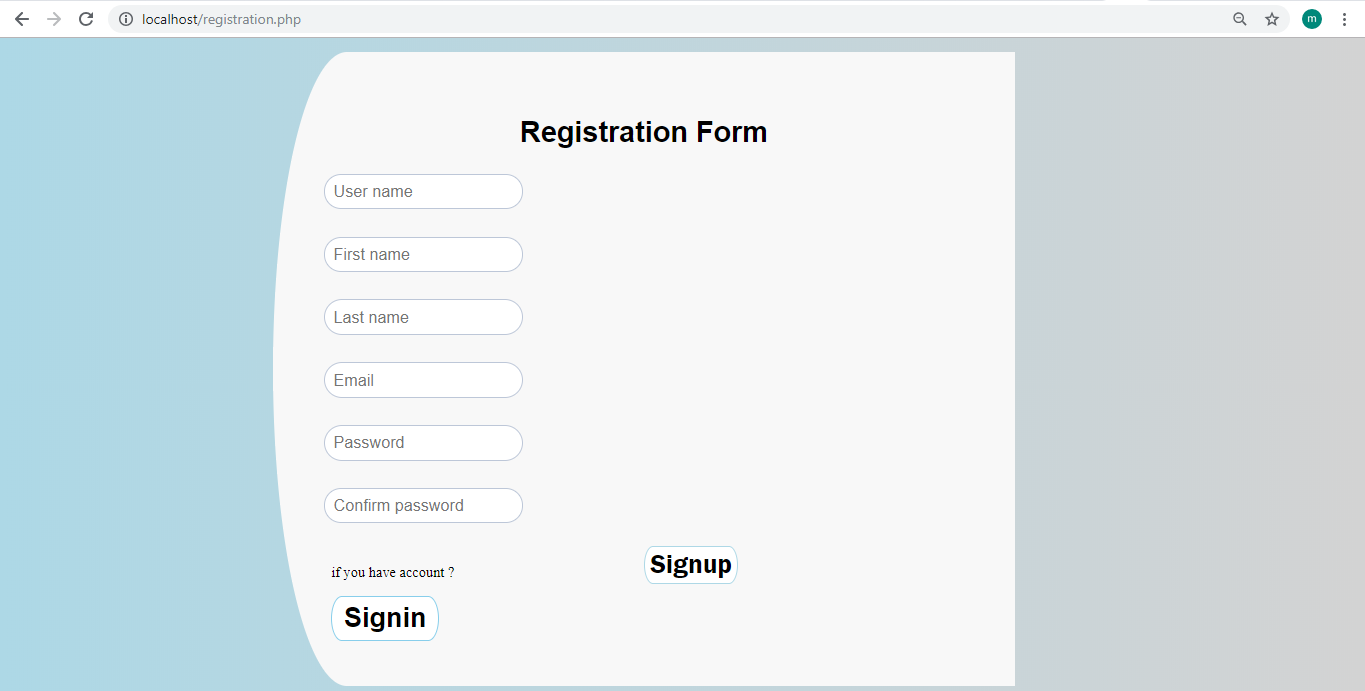 localhost/registration.php
m
Registration Form
User name
First name
Last name
Email
Password
Confirm password
Signup
if you have account ?
Signin